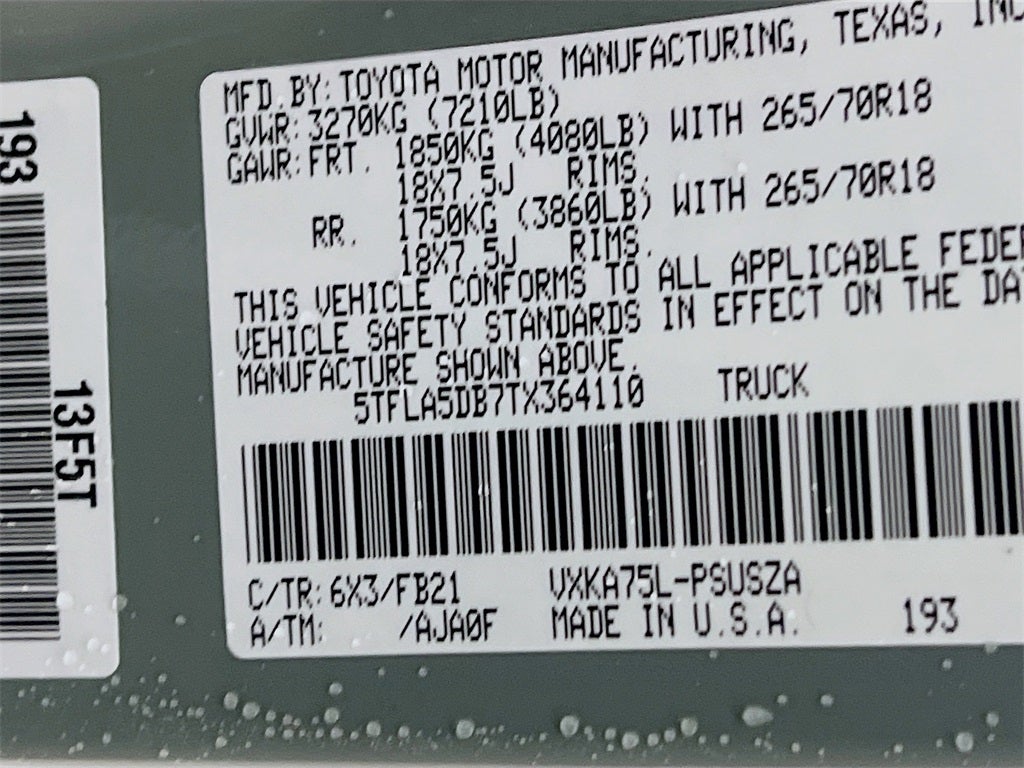 193
13F5T
MFD.BY:TOYOTA MOTOR MANUFACTURING, TEXAS, INC
GVWR:3270KG (7210LB)
GAWR:FRT. 1850KG (4080LB) WITH 265/70R18
18X7.5J RIMS.
RR. 1750KG (3860LB) WITH 265/70R18
18X7.5J RIMS.
THIS VEHICLE CONFORMS TO ALL APPLICABLE FEDER
VEHICLE SAFETY STANDARDS IN EFFECT ON THE DA
MANUFACTURE SHOWN ABOVE.
5TFLA5DB7TX364110 TRUCK
C/TR:6X3/FB21 VXKA75L-PSUSZA
A/TM: /AJA0F MADE IN U.S.A. 193